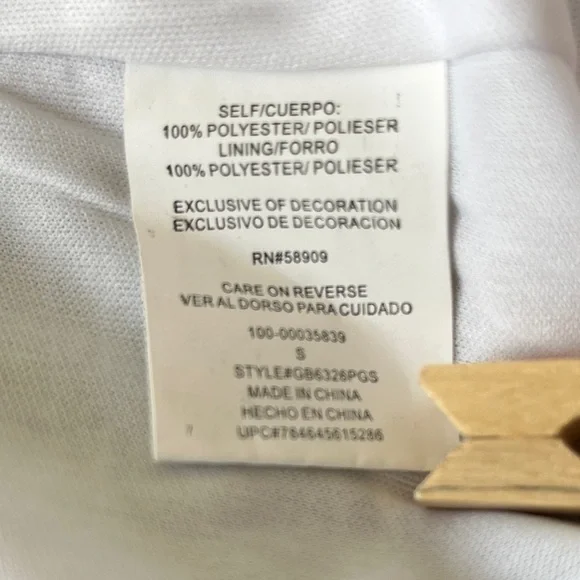 SELF/CUERPO:
100% POLYESTER/ POLIESER
LINING/FORRO
100% POLYESTER/ POLIESER
EXCLUSIVE OF DECORATION
EXCLUSIVO DE DECORACION
RN#58909
CARE ON REVERSE
VER AL DORSO PARA CUIDADO
100-00035839
S
STYLE#GB6326PGS
MADE IN CHINA
HECHO EN CHINA
UPC#784645615286